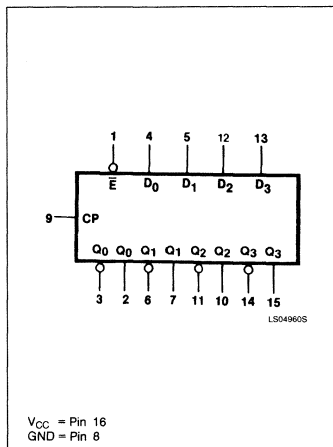 1 4 5 12 13
E̅ D0 D1 D2 D3
9 CP
Q0 Q0 Q1 Q1 Q2 Q2 Q3 Q3
3 2 6 7 11 10 14 15
LS04960S
VCC = Pin 16
GND = Pin 8